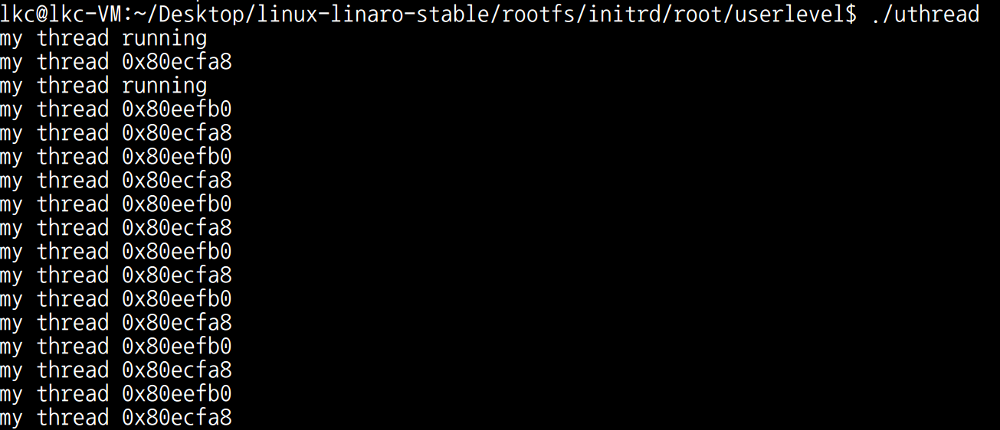 lkc@lkc-VM:~/Desktop/linux-linaro-stable/rootfs/initrd/root/userlevel$ ./uthread
my thread running
my thread 0x80ecfa8
my thread running
my thread 0x80eefb0
my thread 0x80ecfa8
my thread 0x80eefb0
my thread 0x80ecfa8
my thread 0x80eefb0
my thread 0x80ecfa8
my thread 0x80eefb0
my thread 0x80ecfa8
my thread 0x80eefb0
my thread 0x80ecfa8
my thread 0x80eefb0
my thread 0x80ecfa8
my thread 0x80eefb0
my thread 0x80ecfa8